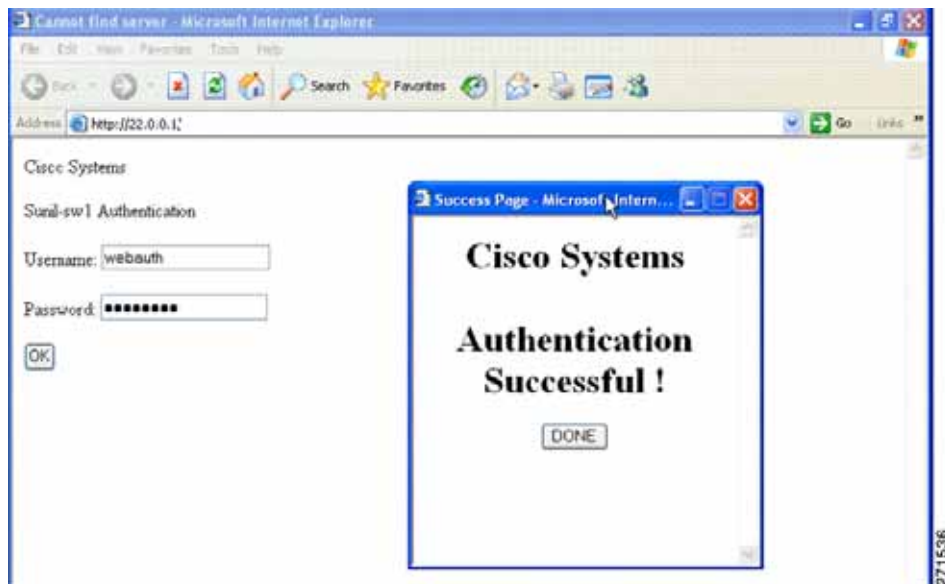 Cannot find server - Microsoft Internet Explorer
File Edit View Favorites Tools Help
Back Search Favorites
Address http://22.0.0.1/ Go Links »
Cisco Systems
Sunil-sw1 Authentication
Username: webauth
Password: ••••••••
OK
Success Page - Microsoft Intern...
Cisco Systems
Authentication
Successful !
DONE
271536